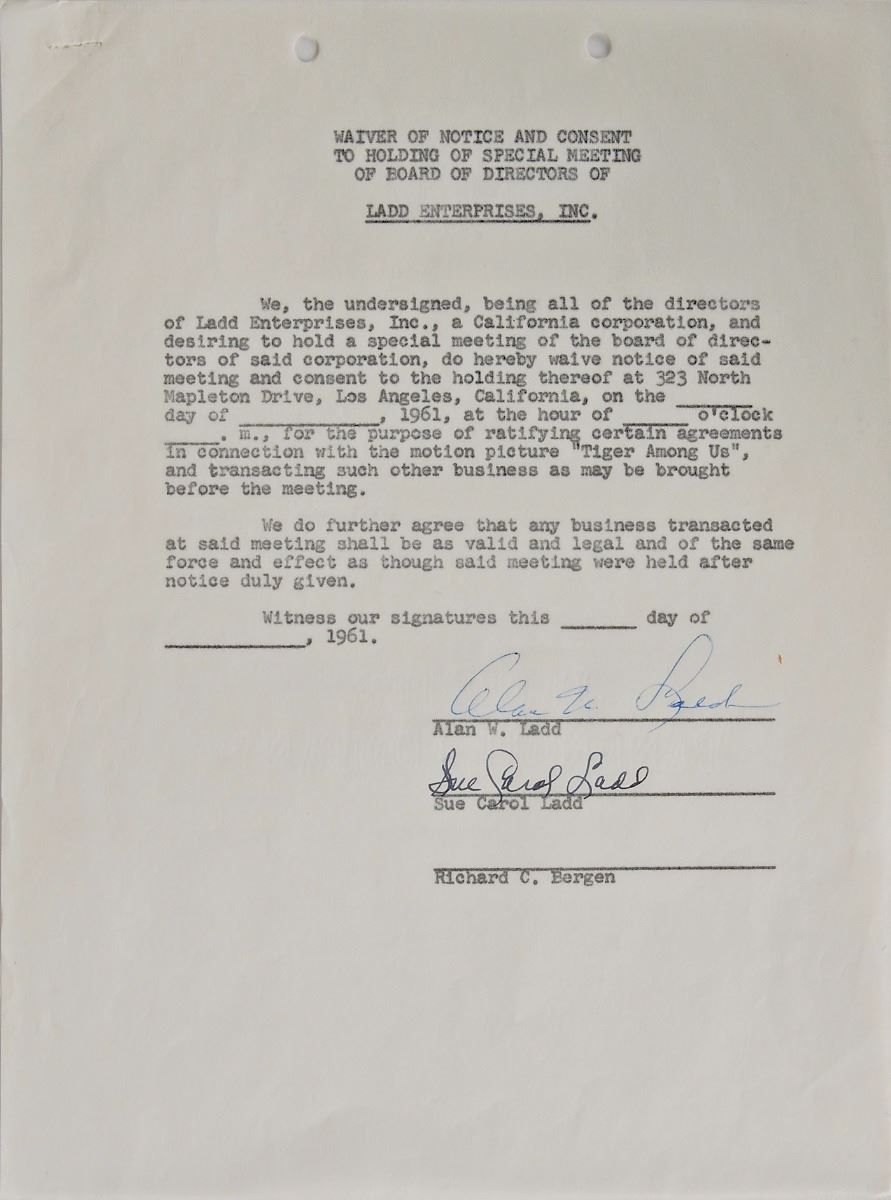 WAIVER OF NOTICE AND CONSENT
TO HOLDING OF SPECIAL MEETING
OF BOARD OF DIRECTORS OF
LADD ENTERPRISES, INC.
We, the undersigned, being all of the directors
of Ladd Enterprises, Inc., a California corporation, and
desiring to hold a special meeting of the board of direc-
tors of said corporation, do hereby waive notice of said
meeting and consent to the holding thereof at 323 North
Mapleton Drive, Los Angeles, California, on the ________
day of ______________, 1961, at the hour of _______ o'clock
______. m., for the purpose of ratifying certain agreements
in connection with the motion picture "Tiger Among Us",
and transacting such other business as may be brought
before the meeting.
We do further agree that any business transacted
at said meeting shall be as valid and legal and of the same
force and effect as though said meeting were held after
notice duly given.
Witness our signatures this ________ day of
______________, 1961.
Alan W. Ladd
Alan W. Ladd
Sue Carol Ladd
Sue Carol Ladd
Richard C. Bergen